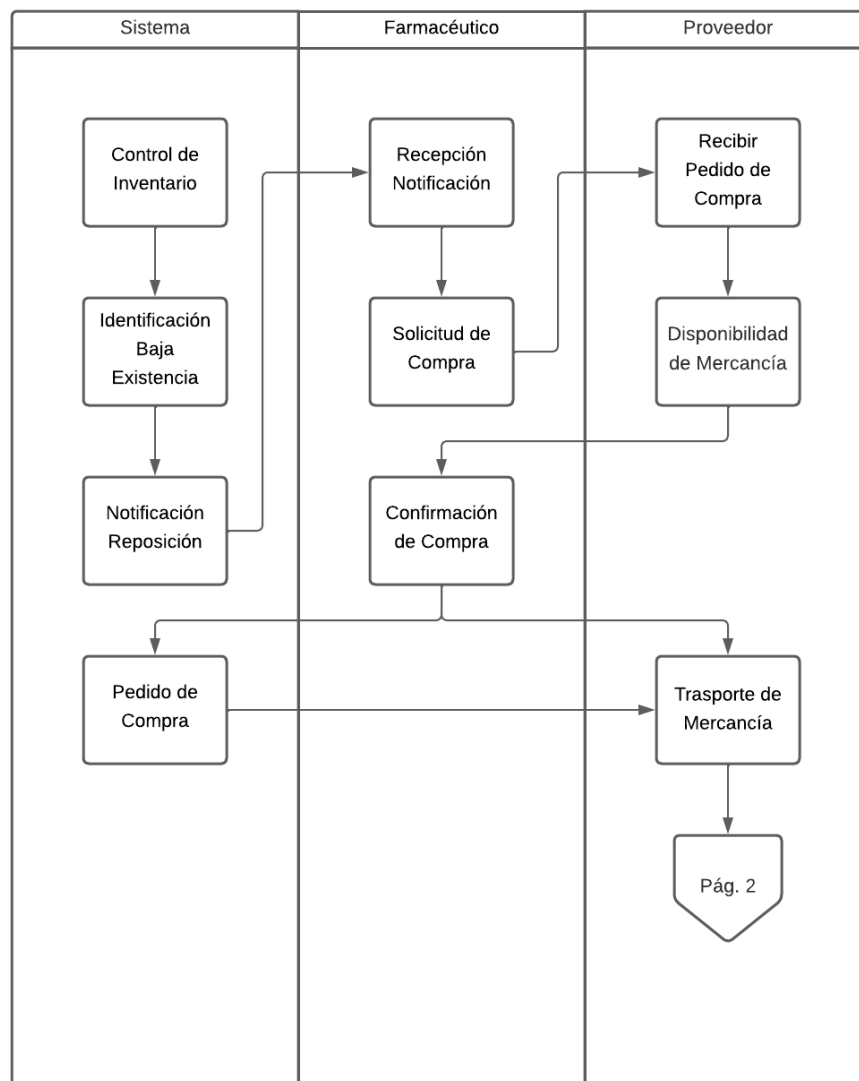 Sistema
Farmacéutico
Proveedor
Control de
Inventario
Recepción
Notificación
Recibir
Pedido de
Compra
Identificación
Baja
Existencia
Solicitud de
Compra
Disponibilidad
de Mercancía
Notificación
Reposición
Confirmación
de Compra
Pedido de
Compra
Trasporte de
Mercancía
Pág. 2